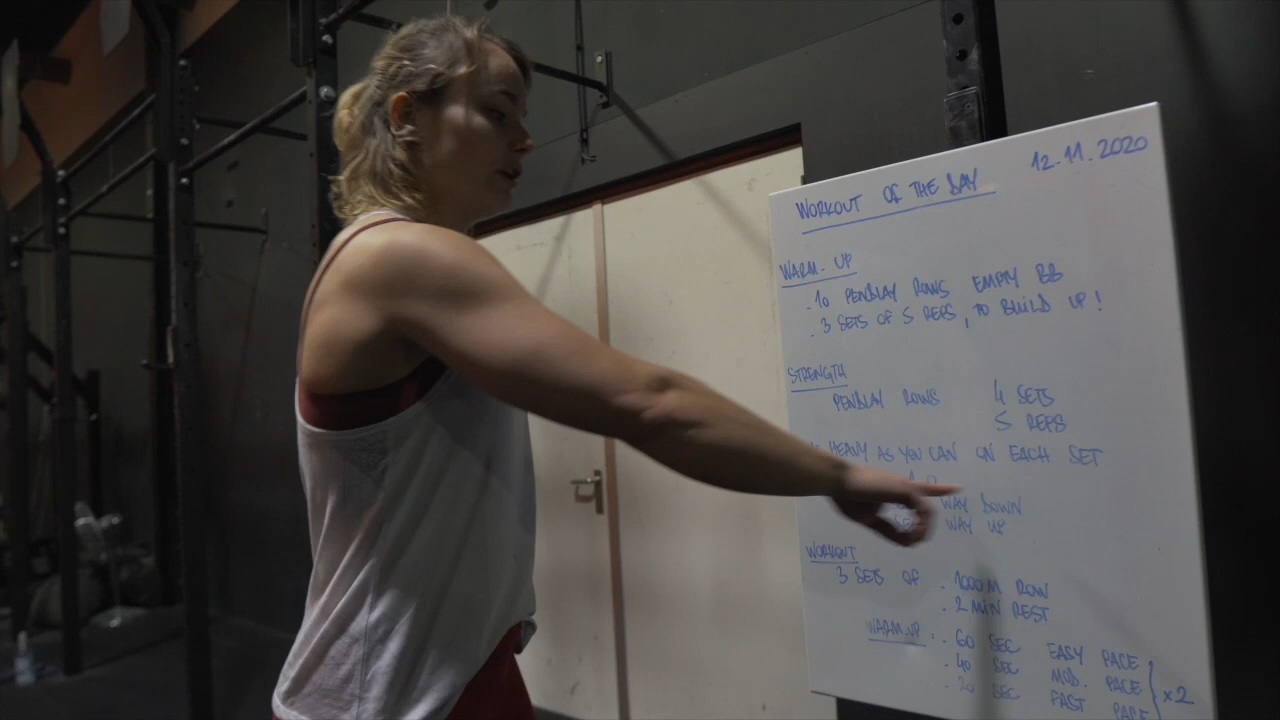 12.11.2020
WORKOUT OF THE DAY
WARM-UP
. 10 PENDLAY ROWS EMPTY BB
. 3 SETS OF 5 REPS, TO BUILD UP!
STRENGTH
PENDLAY ROWS 4 SETS
5 REPS
HEAVY AS YOU CAN ON EACH SET
WAY DOWN
WAY UP
WORKOUT
3 SETS OF . 1000M ROW
. 2 MIN REST
WARM-UP : . 60 SEC EASY PACE
. 40 SEC MOD. PACE
. 20 SEC FAST PACE
x2